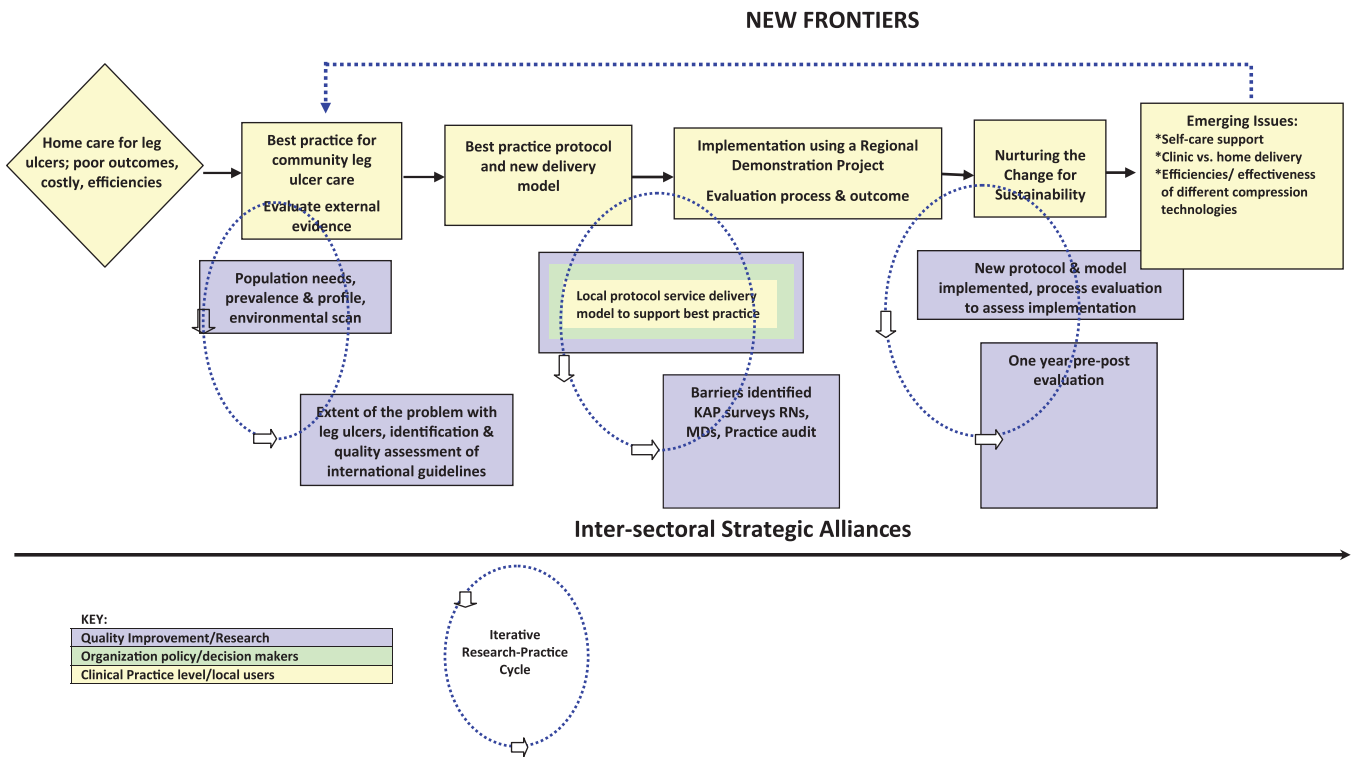 NEW FRONTIERS
Home care for leg
ulcers; poor outcomes,
costly, efficiencies
Best practice for
community leg
ulcer care
Evaluate external
evidence
Best practice protocol
and new delivery
model
Implementation using a Regional
Demonstration Project
Evaluation process & outcome
Nurturing the
Change for
Sustainability
Emerging Issues:
*Self-care support
*Clinic vs. home delivery
*Efficiencies/ effectiveness
of different compression
technologies
Population needs,
prevalence & profile,
environmental scan
Local protocol service delivery
model to support best practice
New protocol & model
implemented, process evaluation
to assess implementation
Extent of the problem with
leg ulcers, identification &
quality assessment of
international guidelines
Barriers identified
KAP surveys RNs,
MDs, Practice audit
One year pre-post
evaluation
Inter-sectoral Strategic Alliances
KEY:
Quality Improvement/Research
Organization policy/decision makers
Clinical Practice level/local users
Iterative
Research-Practice
Cycle